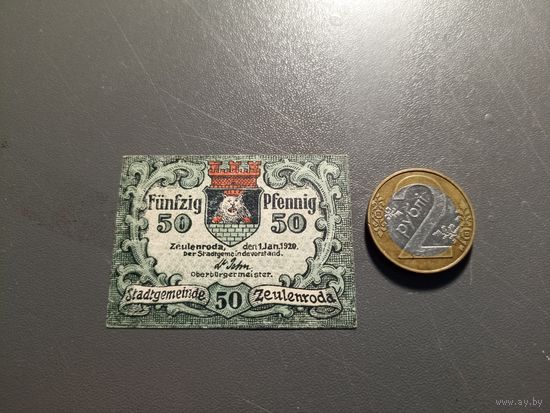 Fünfzig Pfennig
50 50
Zeulenroda, den 1. Jan. 1920.
Der Stadtgemeindevorstand.
Oberbürgermeister.
Stadtgemeinde 50 Zeulenroda
2 рубля
www.ay.by